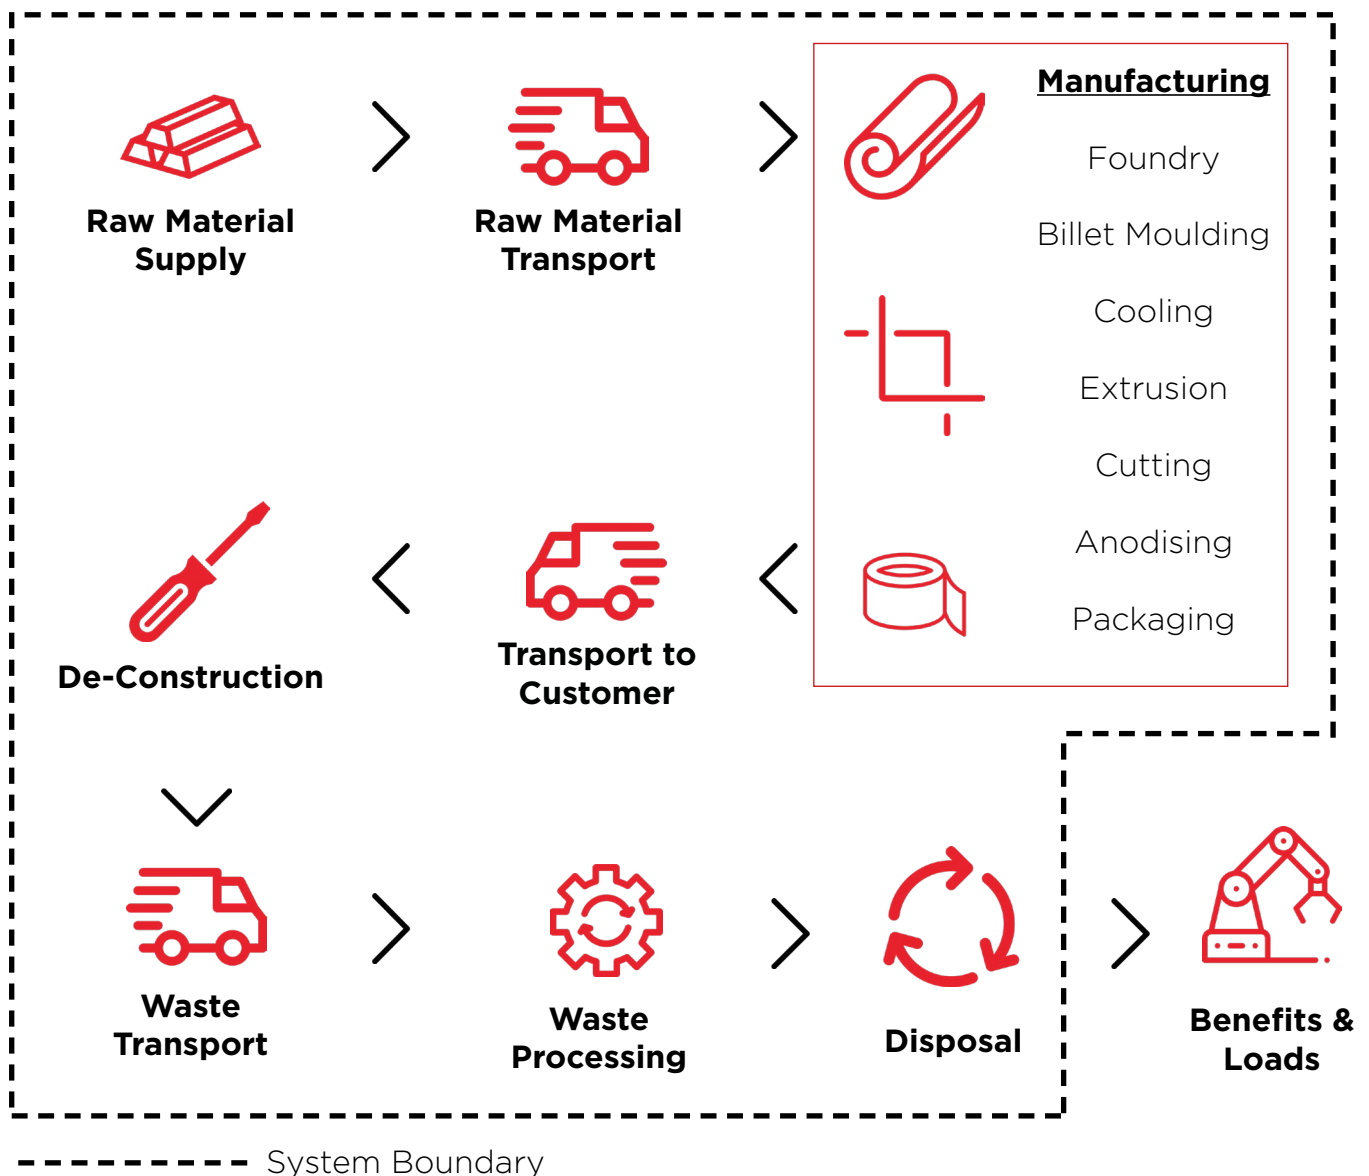 Raw Material
Supply
Raw Material
Transport
Manufacturing
Foundry
Billet Moulding
Cooling
Extrusion
Cutting
Anodising
Packaging
Transport to
Customer
De-Construction
Waste
Transport
Waste
Processing
Disposal
Benefits &
Loads
System Boundary